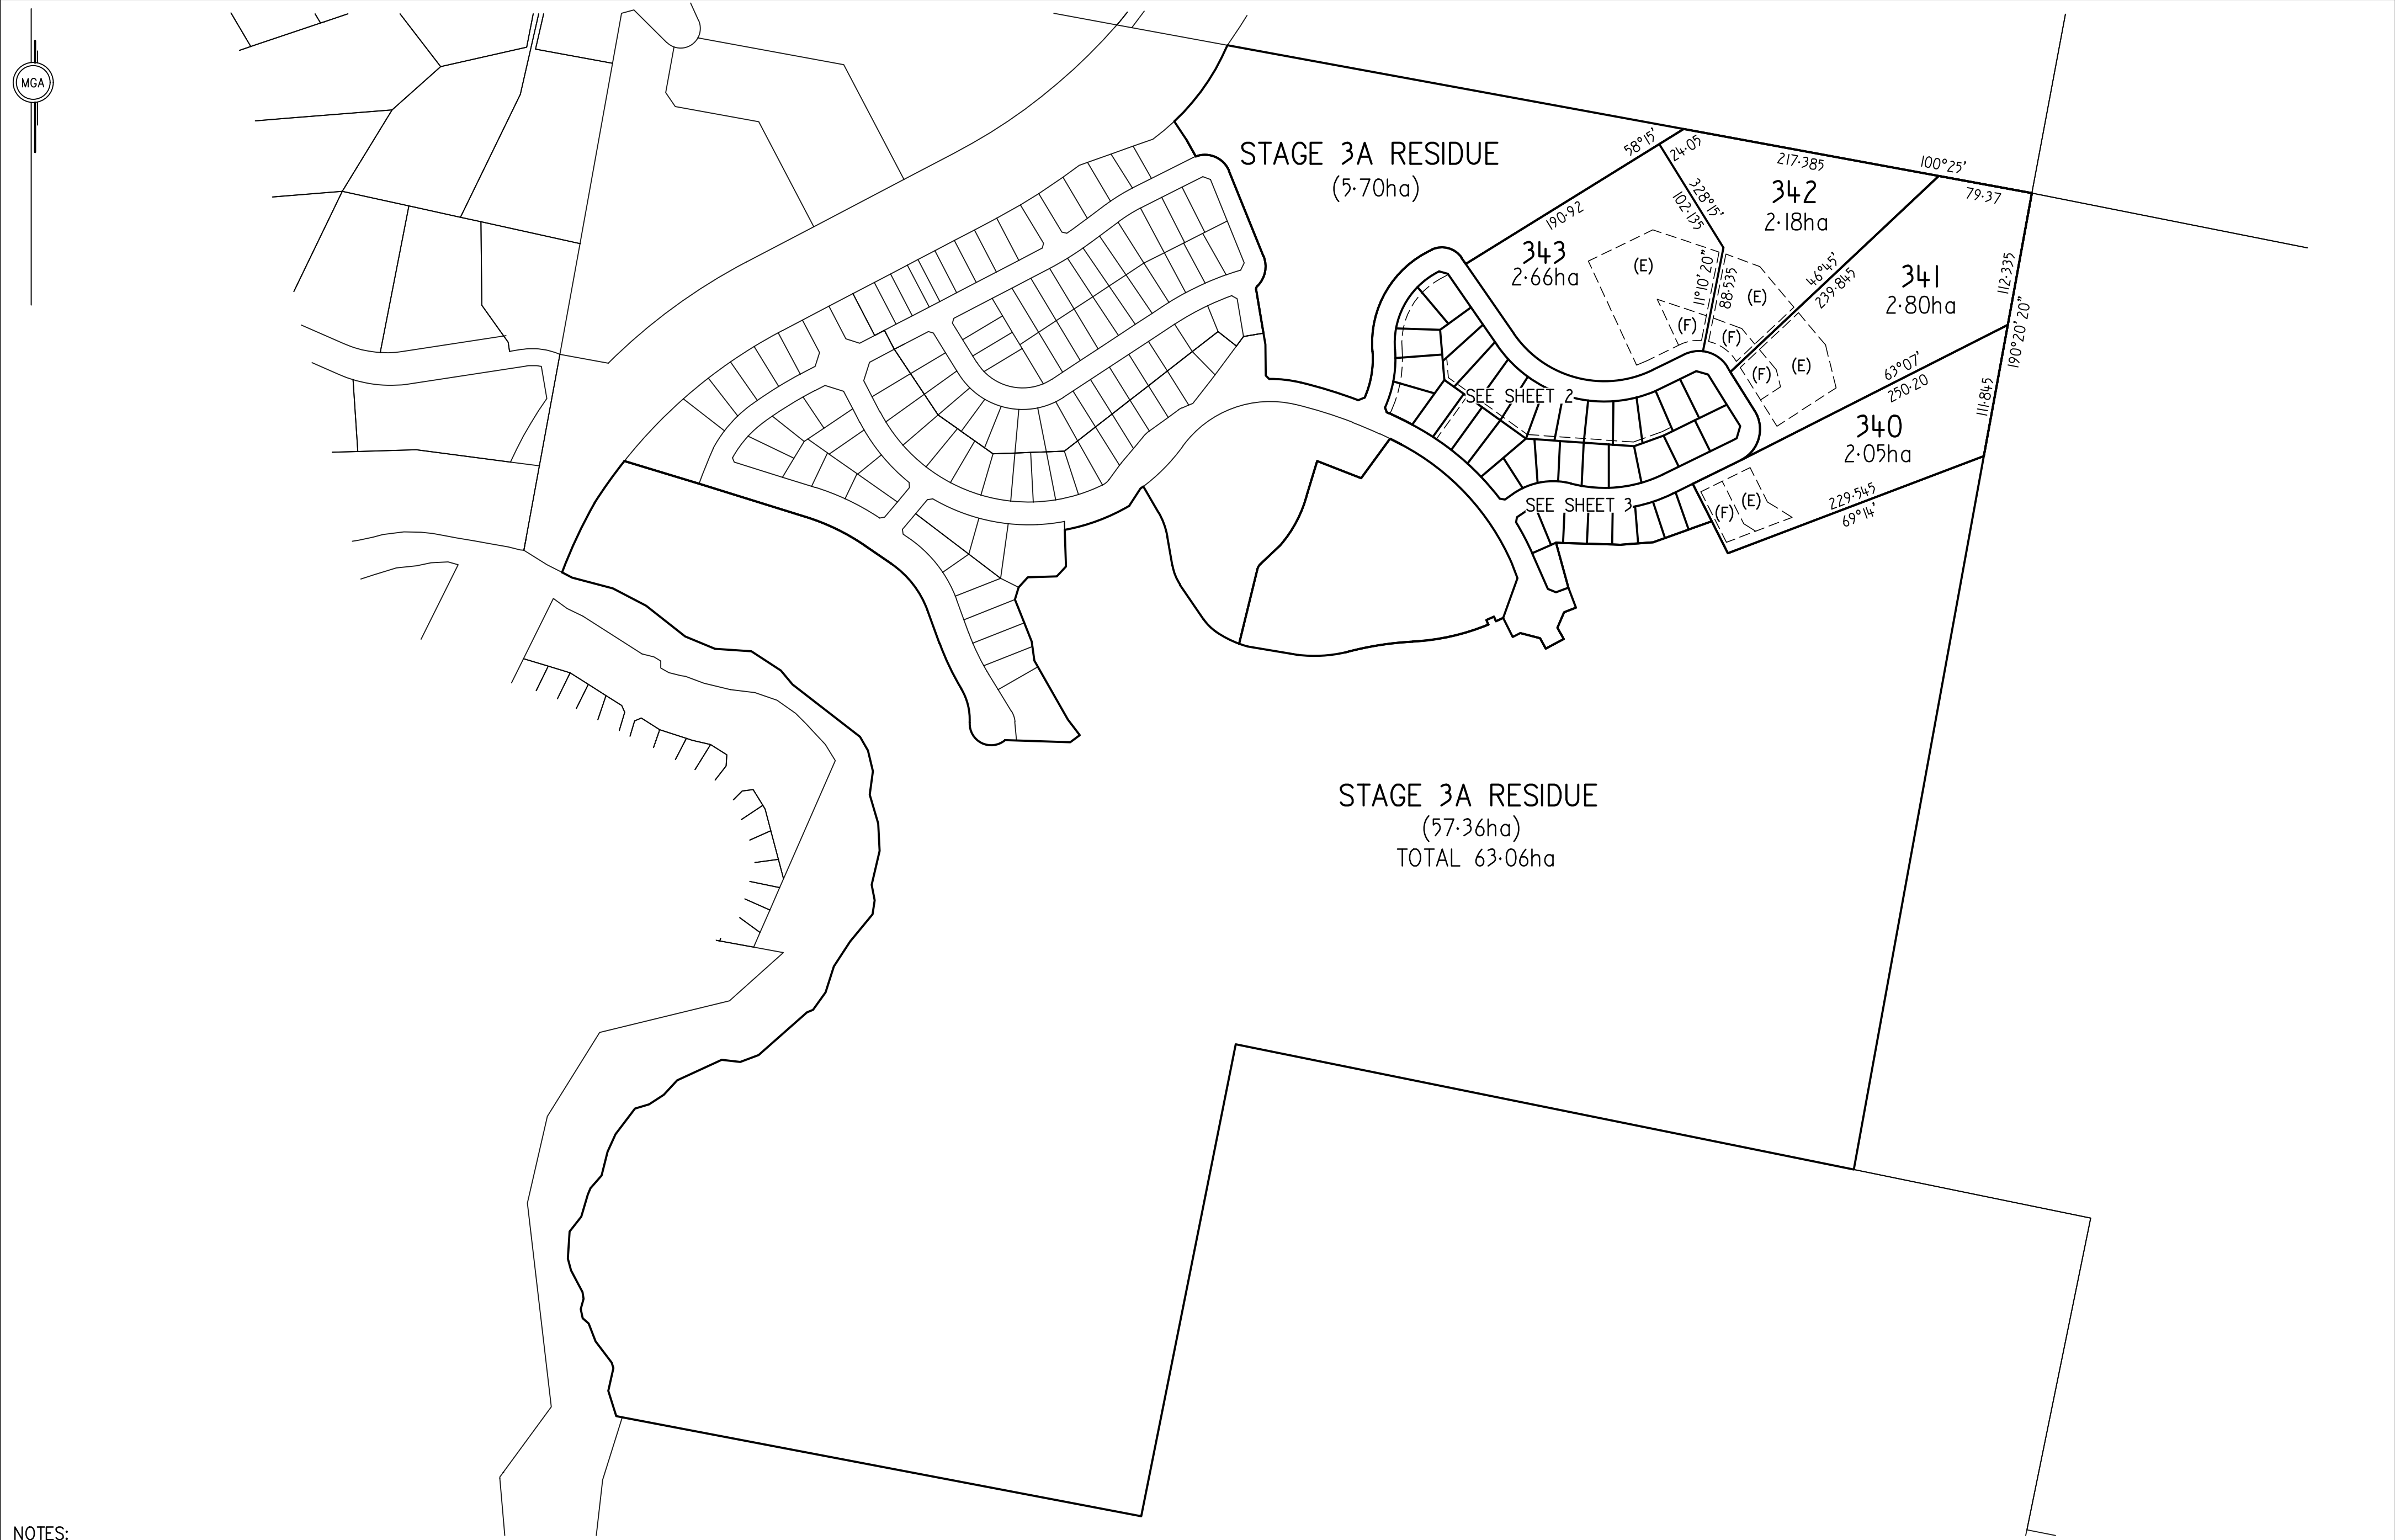 MGA
STAGE 3A RESIDUE
(5·70ha)
58°15'
24·05
217·385
100°25'
79·37
342
2·18ha
328°15'
102·135
190·92
343
2·66ha
(E)
11°10'20"
88·535
(E)
46°45'
239·845
341
2·80ha
112·335
190°20'20"
(F)
(F)
(F)
(E)
63°07'
250·20
111·845
SEE SHEET 2
340
2·05ha
SEE SHEET 3
(F)
(E)
229·545
69°14'
STAGE 3A RESIDUE
(57·36ha)
TOTAL 63·06ha
NOTES: